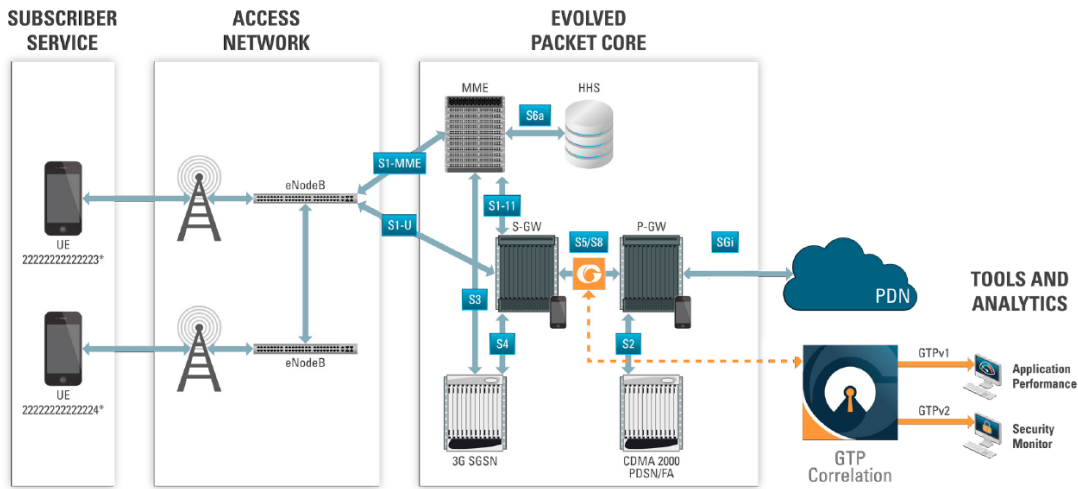 SUBSCRIBER
SERVICE
ACCESS
NETWORK
EVOLVED
PACKET CORE
MME
HHS
S6a
S1-MME
eNodeB
UE
22222222222223*
S1-11
S1-U
S-GW
S5/S8
P-GW
SGi
PDN
TOOLS AND
ANALYTICS
S3
S4
S2
eNodeB
UE
22222222222224*
3G SGSN
CDMA 2000
PDSN/FA
GTPv1
Application
Performance
GTPv2
Security
Monitor
GTP
Correlation